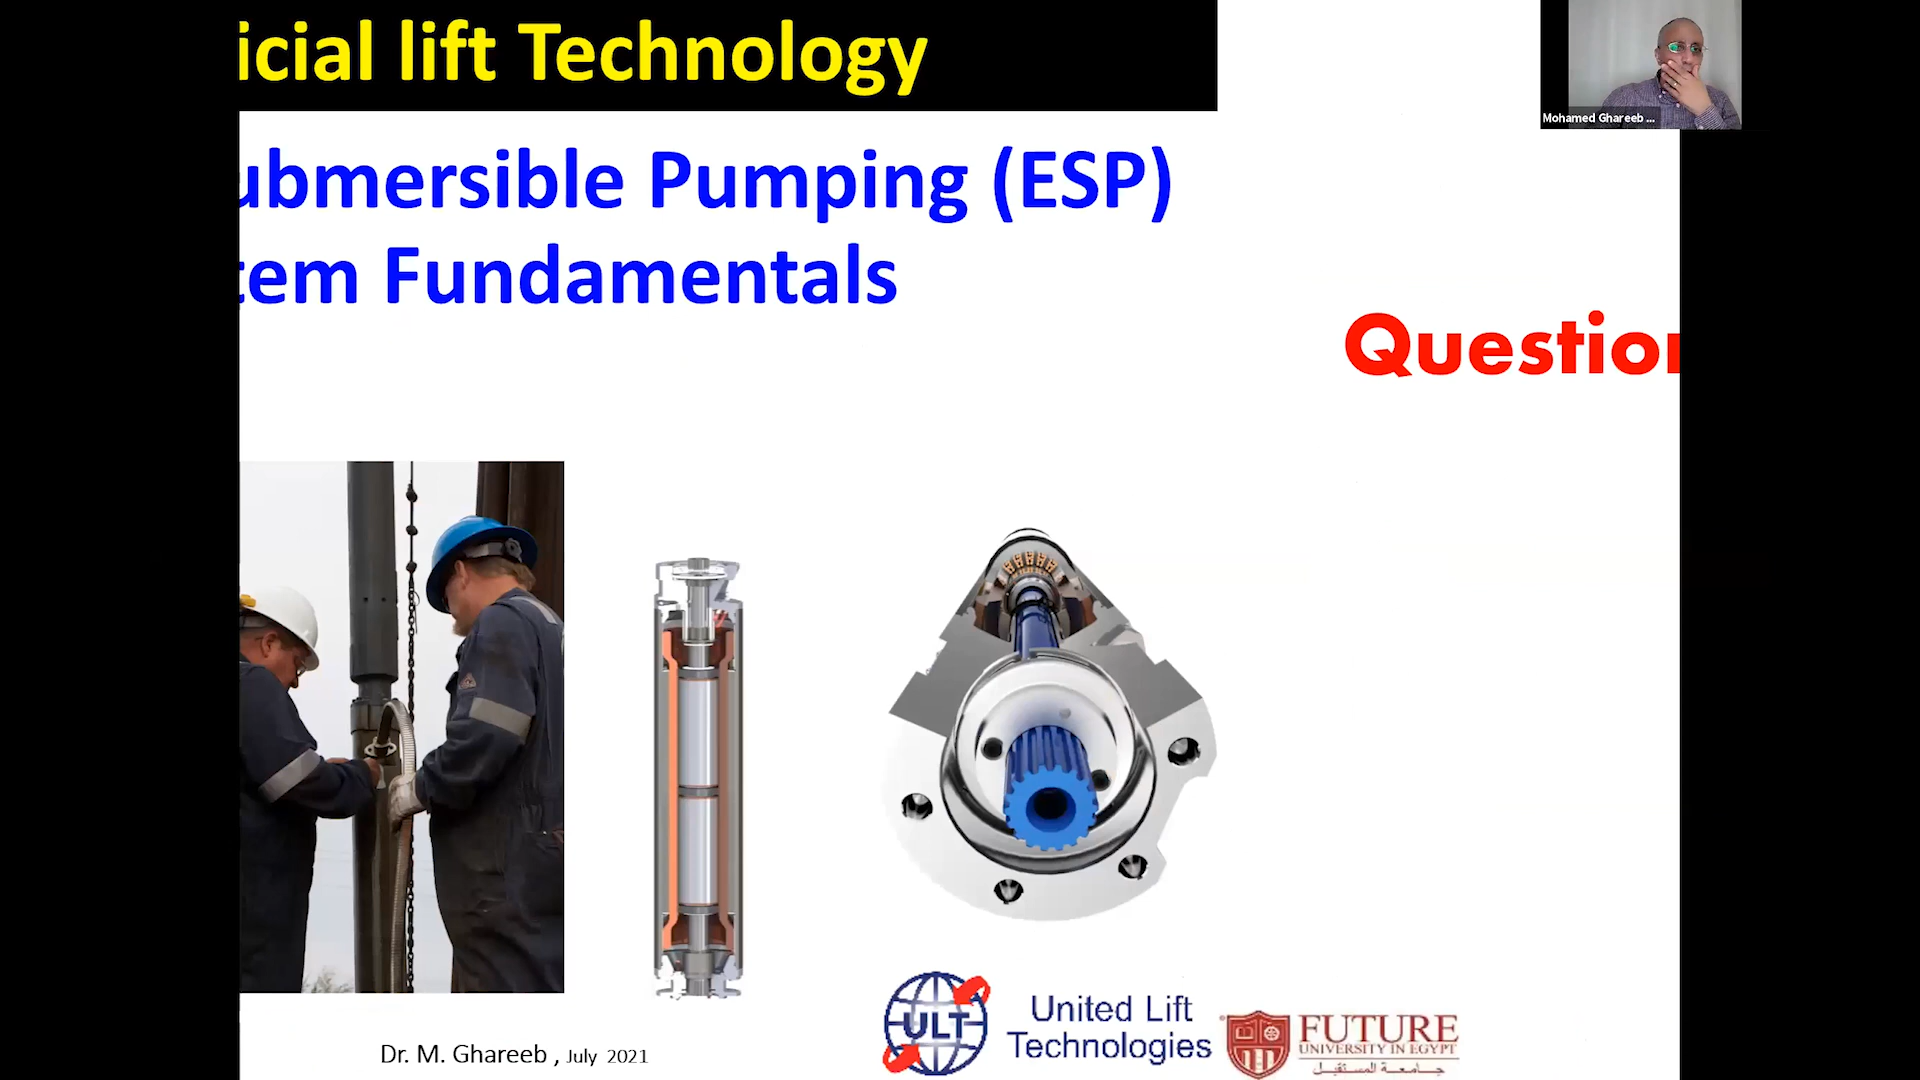 icial lift Technology
Mohamed Ghareeb ...
ubmersible Pumping (ESP)
tem Fundamentals
Question
ULT
United Lift
Technologies
FUTURE
UNIVERSITY IN EGYPT
جامعة المستقبل
Dr. M. Ghareeb , July 2021